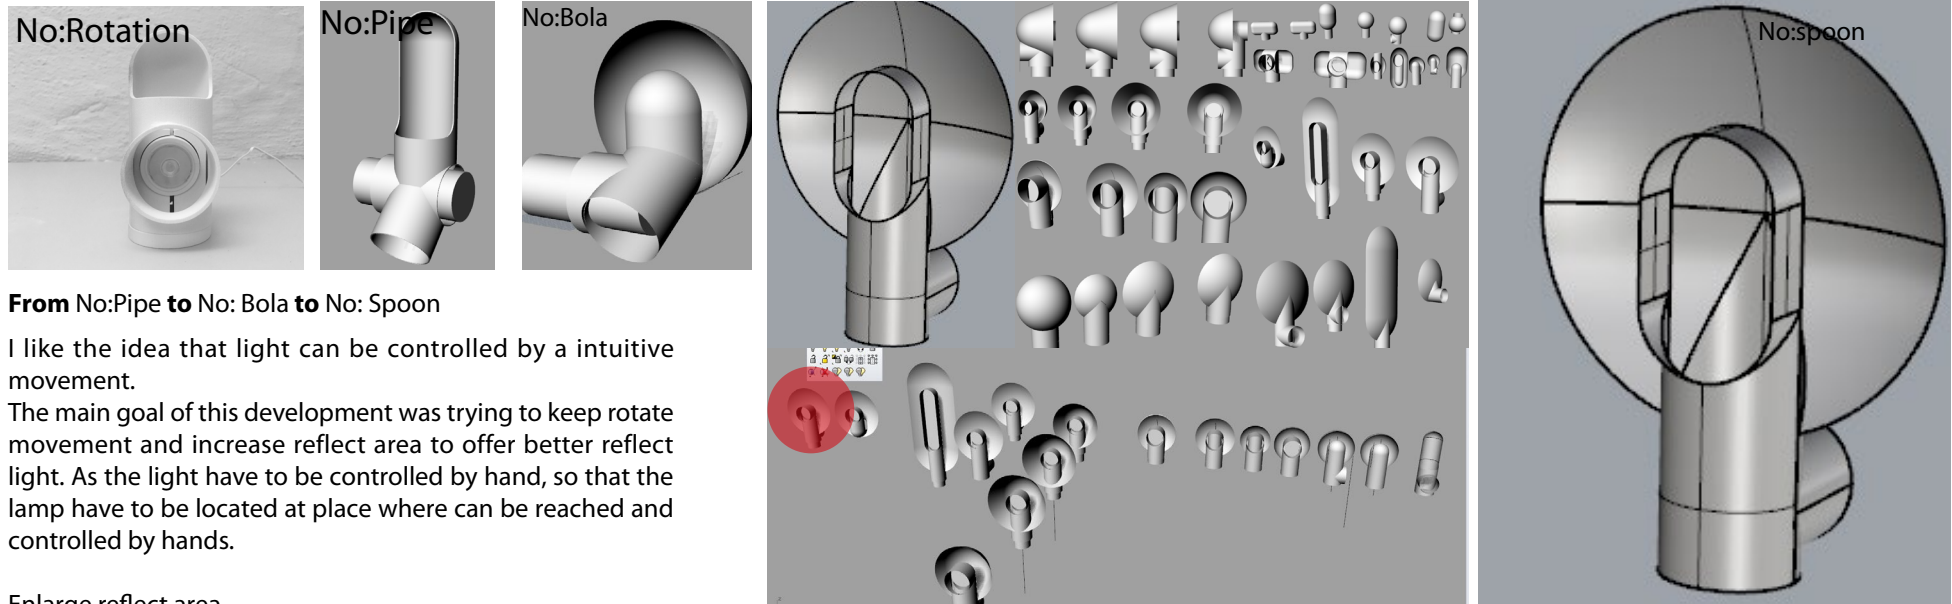 No:Rotation
No:Pipe
No:Bola
No:spoon
From No:Pipe to No: Bola to No: Spoon
I like the idea that light can be controlled by a intuitive
movement.
The main goal of this development was trying to keep rotate
movement and increase reflect area to offer better reflect
light. As the light have to be controlled by hand, so that the
lamp have to be located at place where can be reached and
controlled by hands.
Enlarge reflect area